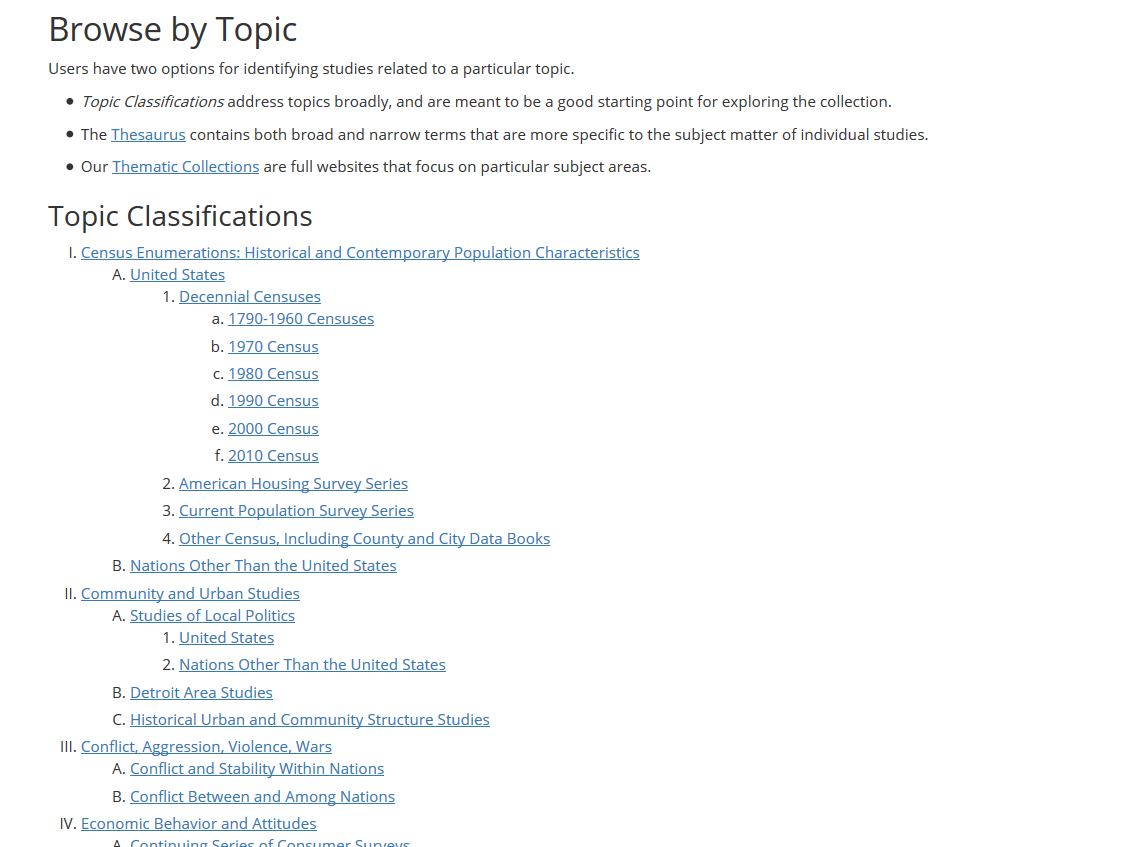 Browse by Topic
Users have two options for identifying studies related to a particular topic.
● Topic Classifications address topics broadly, and are meant to be a good starting point for exploring the collection.
● The Thesaurus contains both broad and narrow terms that are more specific to the subject matter of individual studies.
● Our Thematic Collections are full websites that focus on particular subject areas.
Topic Classifications
I. Census Enumerations: Historical and Contemporary Population Characteristics
A. United States
1. Decennial Censuses
a. 1790-1960 Censuses
b. 1970 Census
c. 1980 Census
d. 1990 Census
e. 2000 Census
f. 2010 Census
2. American Housing Survey Series
3. Current Population Survey Series
4. Other Census, Including County and City Data Books
B. Nations Other Than the United States
II. Community and Urban Studies
A. Studies of Local Politics
1. United States
2. Nations Other Than the United States
B. Detroit Area Studies
C. Historical Urban and Community Structure Studies
III. Conflict, Aggression, Violence, Wars
A. Conflict and Stability Within Nations
B. Conflict Between and Among Nations
IV. Economic Behavior and Attitudes
A. Continuing Series of Consumer Surveys